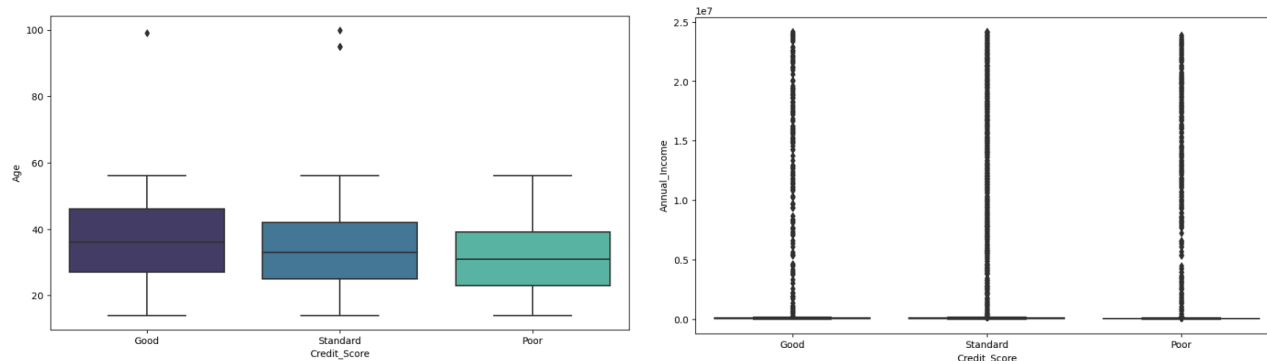 100
80
60
40
20
Age
Good
Standard
Poor
Credit_Score
1e7
2.5
2.0
1.5
1.0
0.5
0.0
Annual_Income
Good
Standard
Poor
Credit_Score